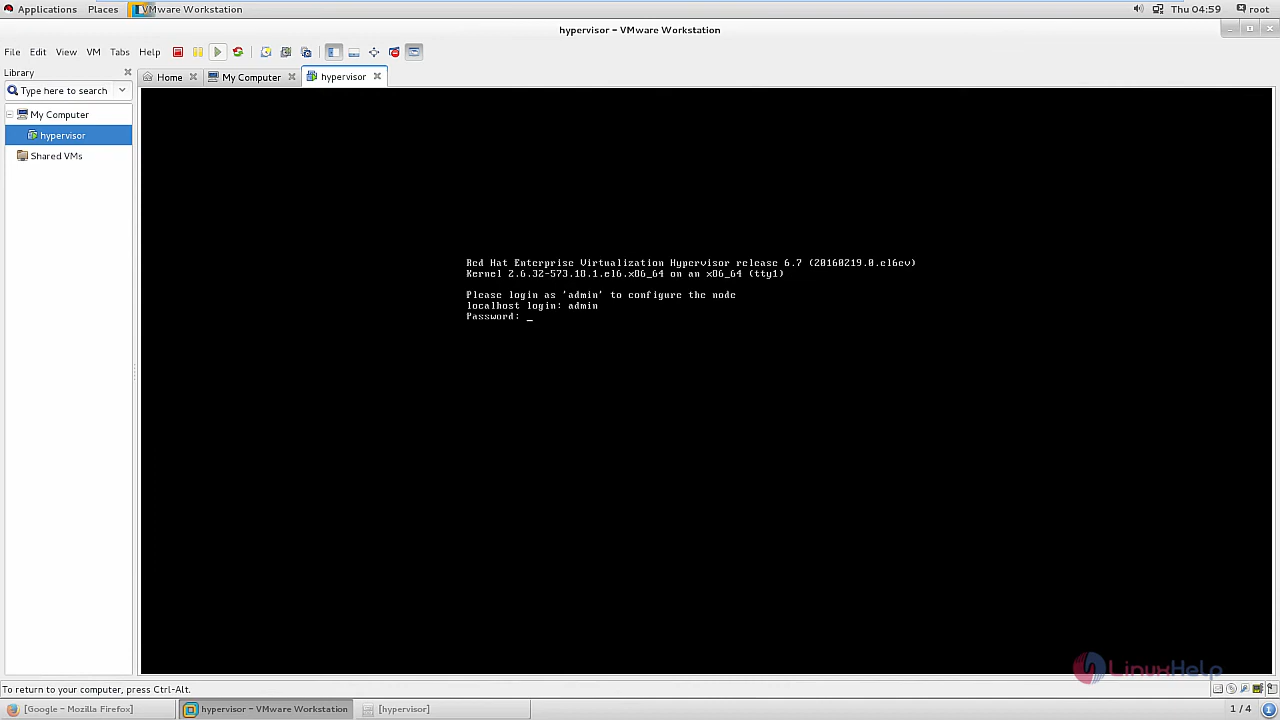 Applications Places VMware Workstation Thu 04:59 root
hypervisor - VMware Workstation
File Edit View VM Tabs Help
Library
Home My Computer hypervisor
Type here to search
My Computer
hypervisor
Shared VMs
Red Hat Enterprise Virtualization Hypervisor release 6.7 (20160219.0.el6ev)
Kernel 2.6.32-573.18.1.el6.x86_64 on an x86_64 (tty1)
Please login as 'admin' to configure the node
localhost login: admin
Password: _
LinuxHelp
To return to your computer, press Ctrl-Alt.
[Google - Mozilla Firefox] hypervisor - VMware Workstation [hypervisor] 1 / 4